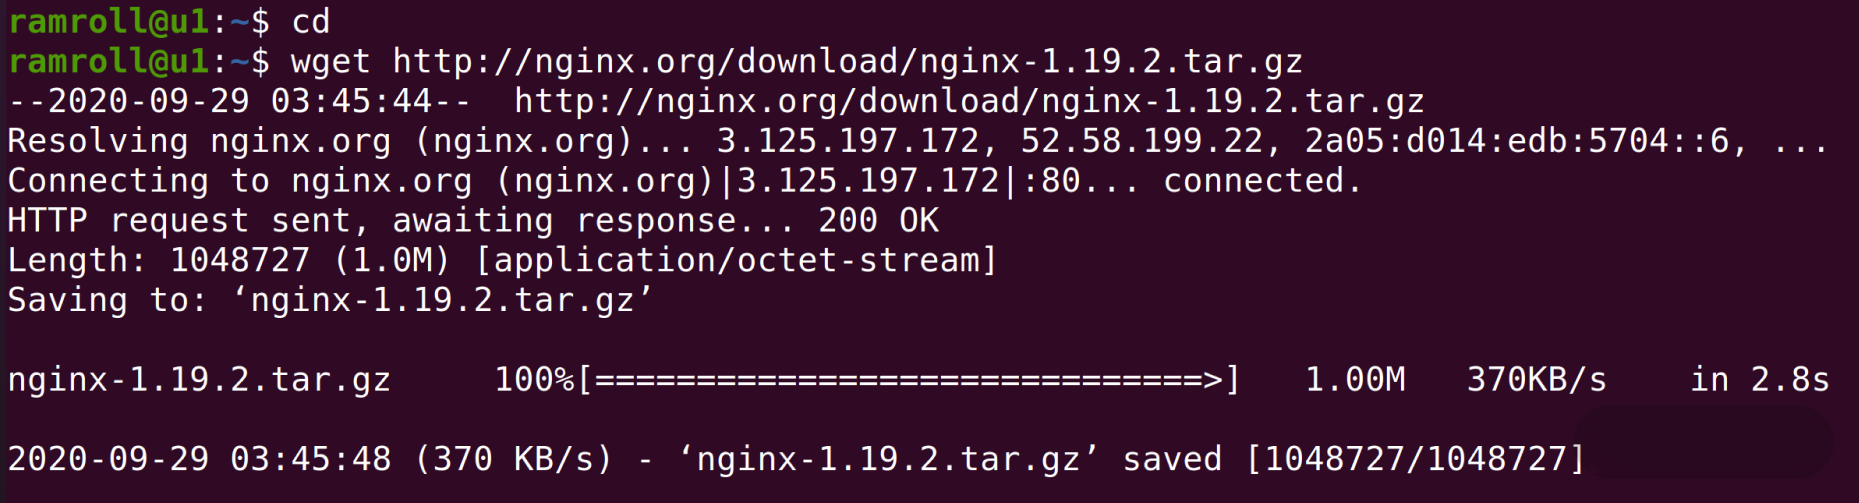 ramroll@u1:~$ cd
ramroll@u1:~$ wget http://nginx.org/download/nginx-1.19.2.tar.gz
--2020-09-29 03:45:44--  http://nginx.org/download/nginx-1.19.2.tar.gz
Resolving nginx.org (nginx.org)... 3.125.197.172, 52.58.199.22, 2a05:d014:edb:5704::6, ...
Connecting to nginx.org (nginx.org)|3.125.197.172|:80... connected.
HTTP request sent, awaiting response... 200 OK
Length: 1048727 (1.0M) [application/octet-stream]
Saving to: ‘nginx-1.19.2.tar.gz’
nginx-1.19.2.tar.gz     100%[==============================>]   1.00M   370KB/s    in 2.8s
2020-09-29 03:45:48 (370 KB/s) - ‘nginx-1.19.2.tar.gz’ saved [1048727/1048727]